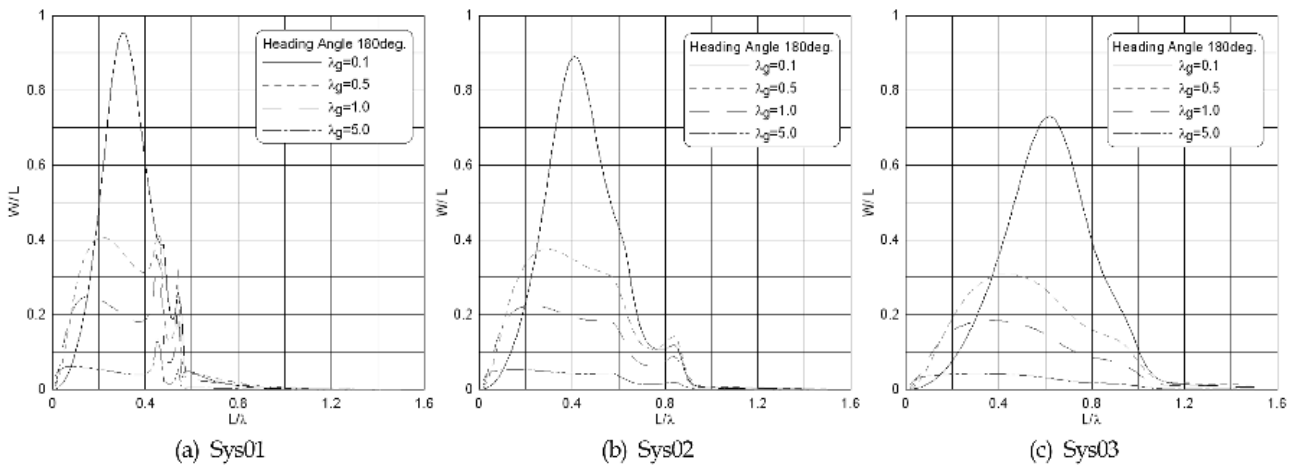 1
0.8
0.6
0.4
0.2
0
W/ L
Heading Angle 180deg.
λg=0.1
λg=0.5
λg=1.0
λg=5.0
0 0.4 0.8 1.2 1.6
L/λ
(a) Sys01
1
0.8
0.6
0.4
0.2
0
W/ L
Heading Angle 180deg.
λg=0.1
λg=0.5
λg=1.0
λg=5.0
0 0.4 0.8 1.2 1.6
L/λ
(b) Sys02
1
0.8
0.6
0.4
0.2
0
W/ L
Heading Angle 180deg.
λg=0.1
λg=0.5
λg=1.0
λg=5.0
0 0.4 0.8 1.2 1.6
L/λ
(c) Sys03